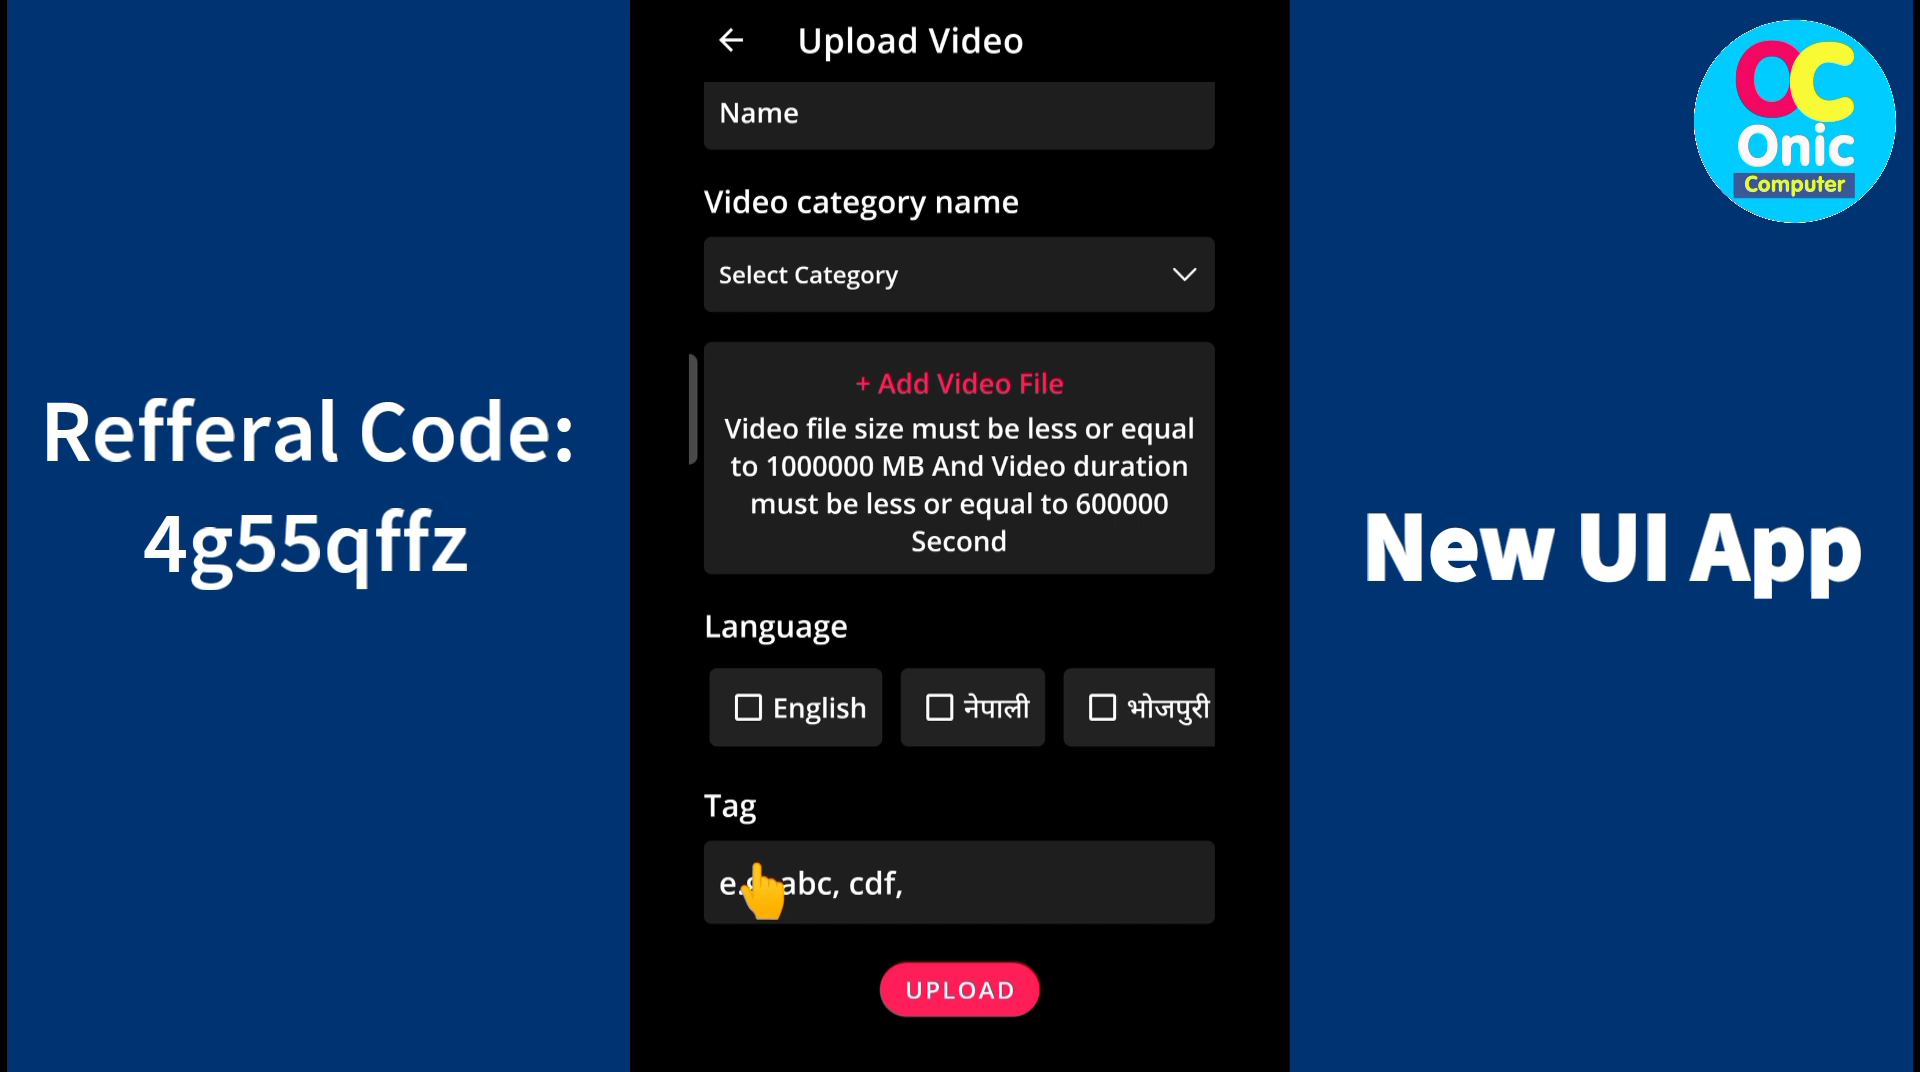 Upload Video
Name
Video category name
Select Category
+ Add Video File
Video file size must be less or equal
to 1000000 MB And Video duration
must be less or equal to 600000
Second
Language
English
नेपाली
भोजपुरी
Tag
abc, cdf,
UPLOAD
Refferal Code:
4g55qffz
New UI App
OC
Onic
Computer